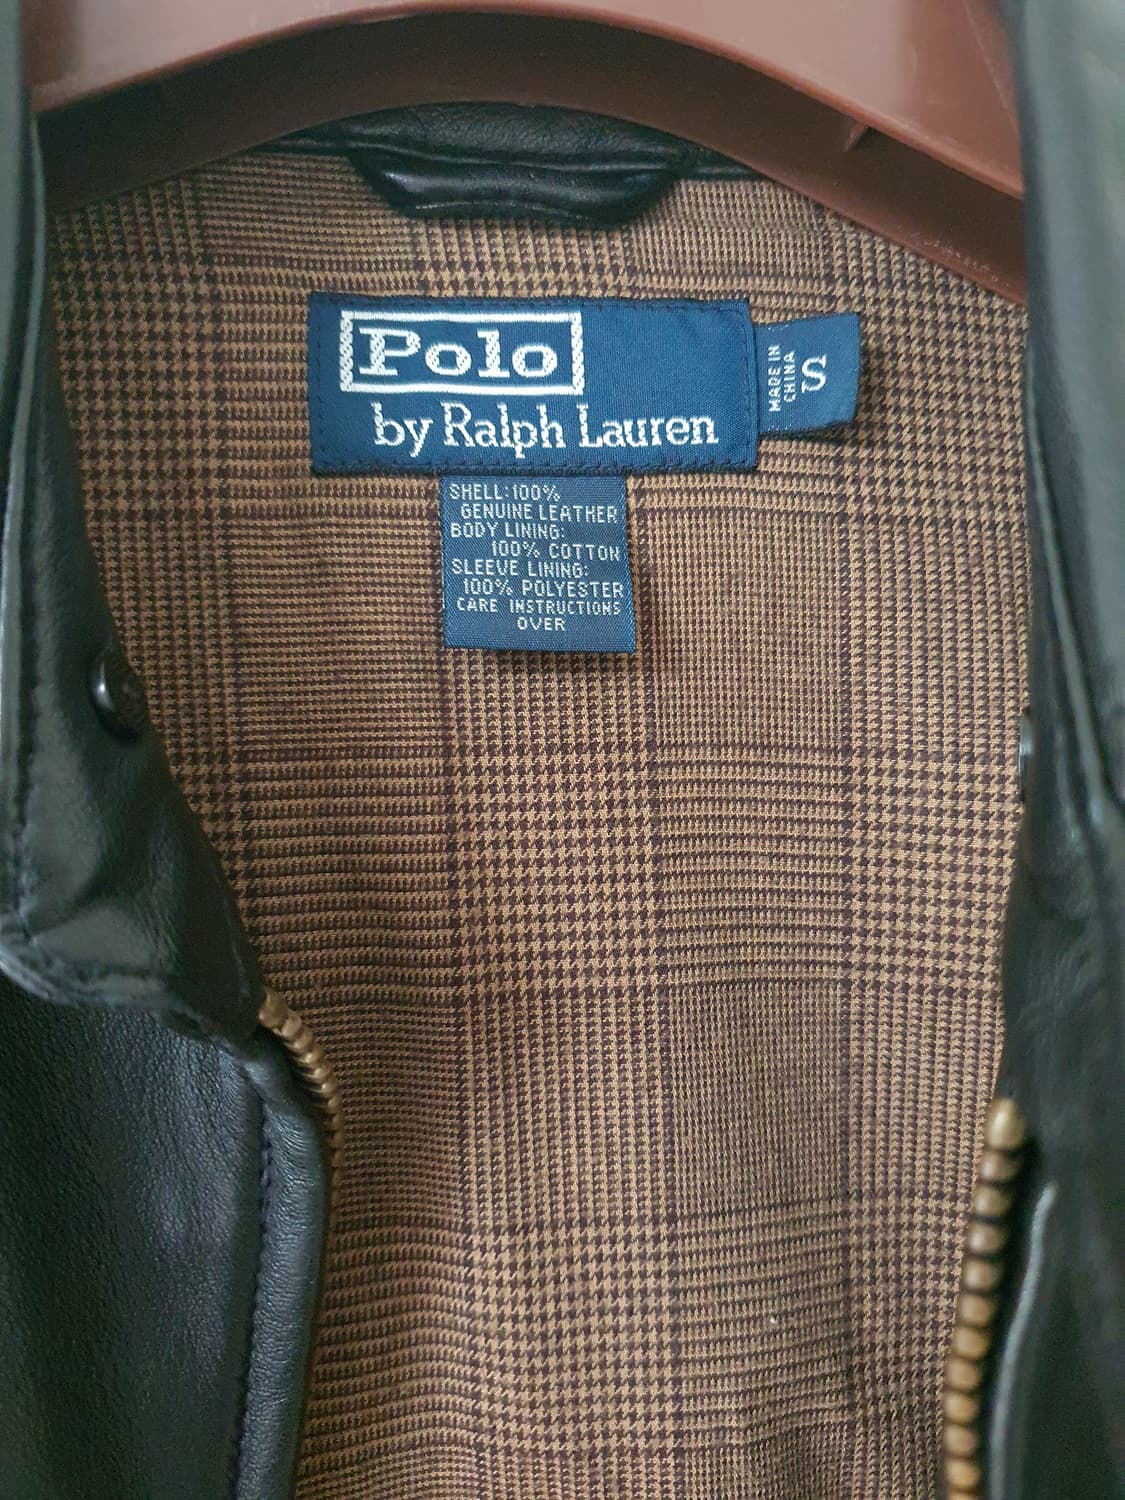 Polo
by Ralph Lauren
MADE IN
CHINA
S
SHELL:100%
GENUINE LEATHER
BODY LINING:
100% COTTON
SLEEVE LINING:
100% POLYESTER
CARE INSTRUCTIONS
OVER